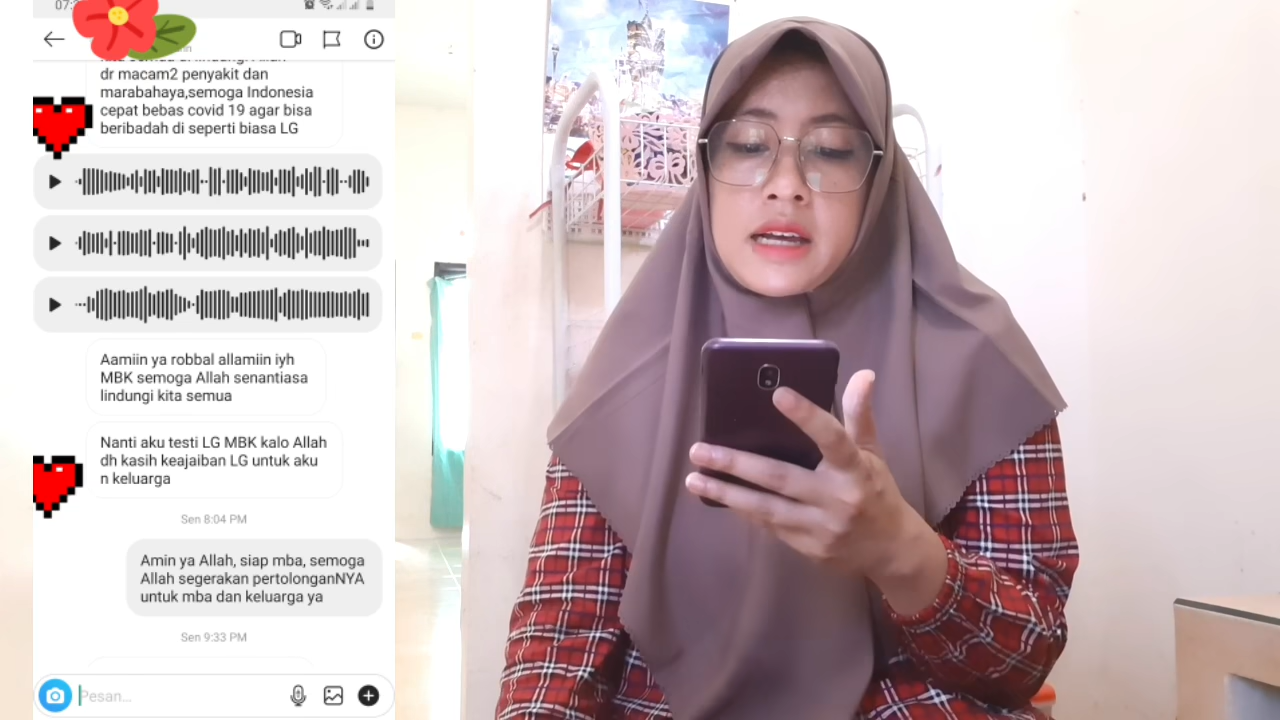 dr macam2 penyakit dan
marabahaya,semoga Indonesia
cepat bebas covid 19 agar bisa
beribadah di seperti biasa LG
Aamiin ya robbal allamiin iyh
MBK semoga Allah senantiasa
lindungi kita semua
Nanti aku testi LG MBK kalo Allah
dh kasih keajaiban LG untuk aku
n keluarga
Sen 8:04 PM
Amin ya Allah, siap mba, semoga
Allah segerakan pertolonganNYA
untuk mba dan keluarga ya
Sen 9:33 PM
Pesan...